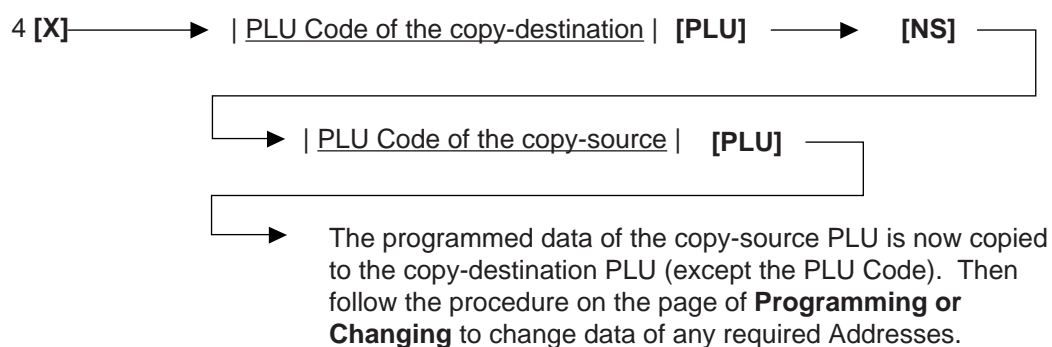 4 [X] | PLU Code of the copy-destination | [PLU] [NS]
| PLU Code of the copy-source | [PLU]
The programmed data of the copy-source PLU is now copied
to the copy-destination PLU (except the PLU Code). Then
follow the procedure on the page of Programming or
Changing to change data of any required Addresses.